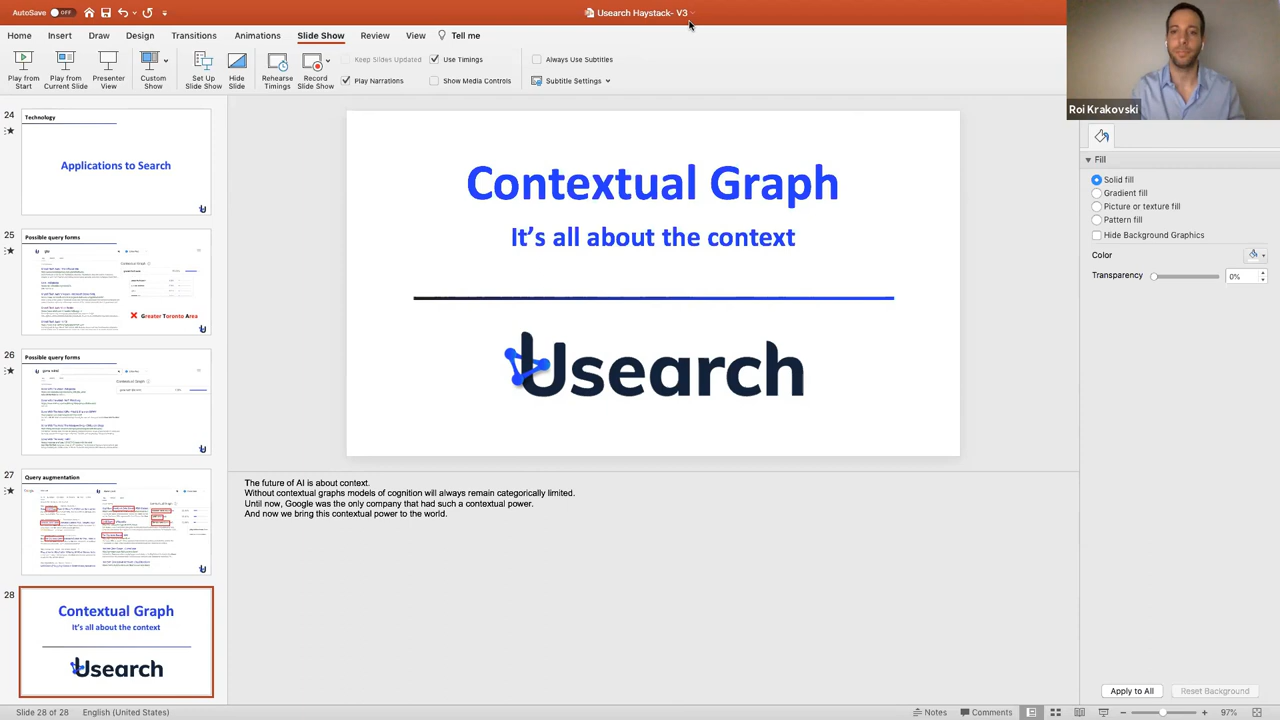 AutoSave OFF
Usearch Haystack- V3
Home Insert Draw Design Transitions Animations Slide Show Review View Tell me
Play from Start
Play from Current Slide
Presenter View
Custom Show
Set Up Slide Show
Hide Slide
Rehearse Timings
Record Slide Show
Keep Slides Updated
Use Timings
Play Narrations
Show Media Controls
Always Use Subtitles
Subtitle Settings
Roi Krakovski
24
Technology
Applications to Search
25
Possible query forms
Greater Toronto Area
26
Possible query forms
27
Query augmentation
28
Contextual Graph
It's all about the context
Usearch
Contextual Graph
It's all about the context
Usearch
The future of AI is about context.
Without contextual graphs models of cognition will always remain categorically limited.
Until now, Google was the only company that had such a contextual power.
And now we bring this contextual power to the world.
Fill
Solid fill
Gradient fill
Picture or texture fill
Pattern fill
Hide Background Graphics
Color
Transparency 0%
Apply to All Reset Background
Slide 28 of 28 English (United States) Notes Comments 97%